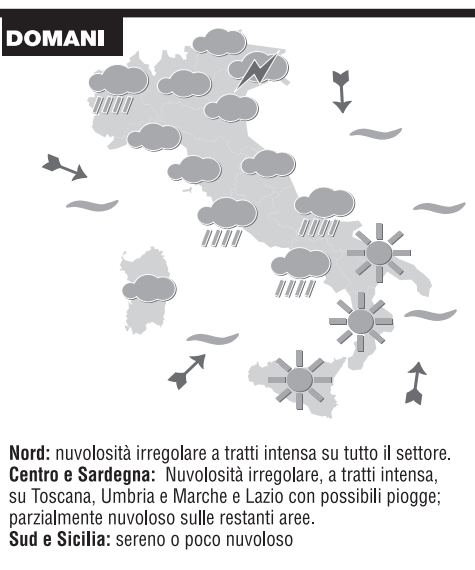 DOMANI
Nord: nuvolosità irregolare a tratti intensa su tutto il settore.
Centro e Sardegna: Nuvolosità irregolare, a tratti intensa,
su Toscana, Umbria e Marche e Lazio con possibili piogge;
parzialmente nuvoloso sulle restanti aree.
Sud e Sicilia: sereno o poco nuvoloso